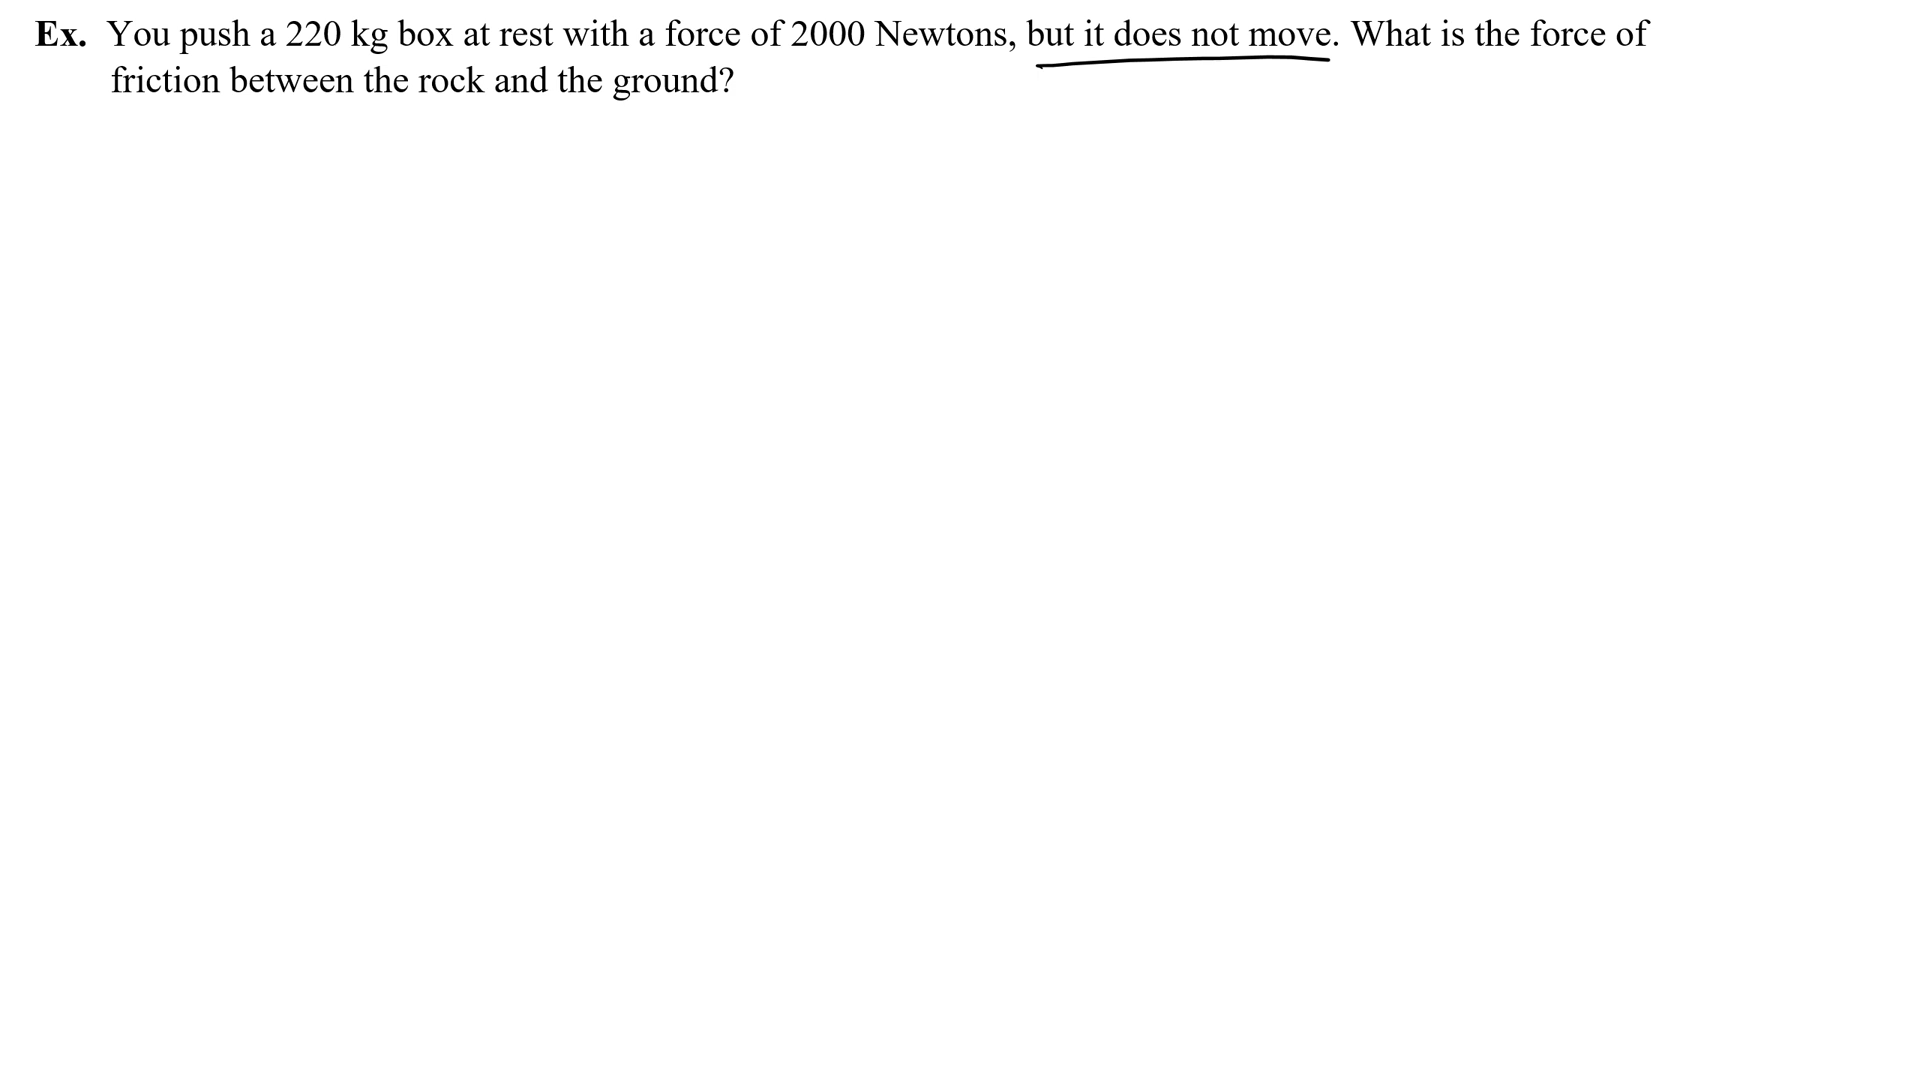 Ex. You push a 220 kg box at rest with a force of 2000 Newtons, but it does not move. What is the force of
friction between the rock and the ground?